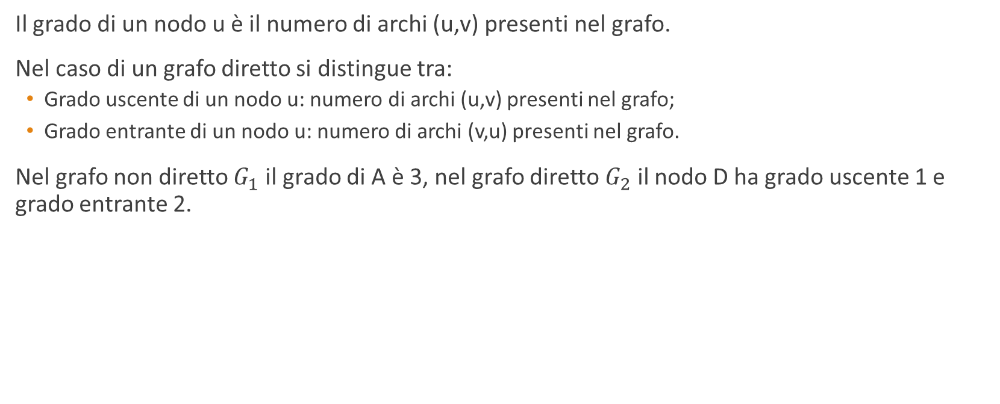 Il grado di un nodo u è il numero di archi (u,v) presenti nel grafo.
Nel caso di un grafo diretto si distingue tra:
• Grado uscente di un nodo u: numero di archi (u,v) presenti nel grafo;
• Grado entrante di un nodo u: numero di archi (v,u) presenti nel grafo.
Nel grafo non diretto G₁ il grado di A è 3, nel grafo diretto G₂ il nodo D ha grado uscente 1 e
grado entrante 2.